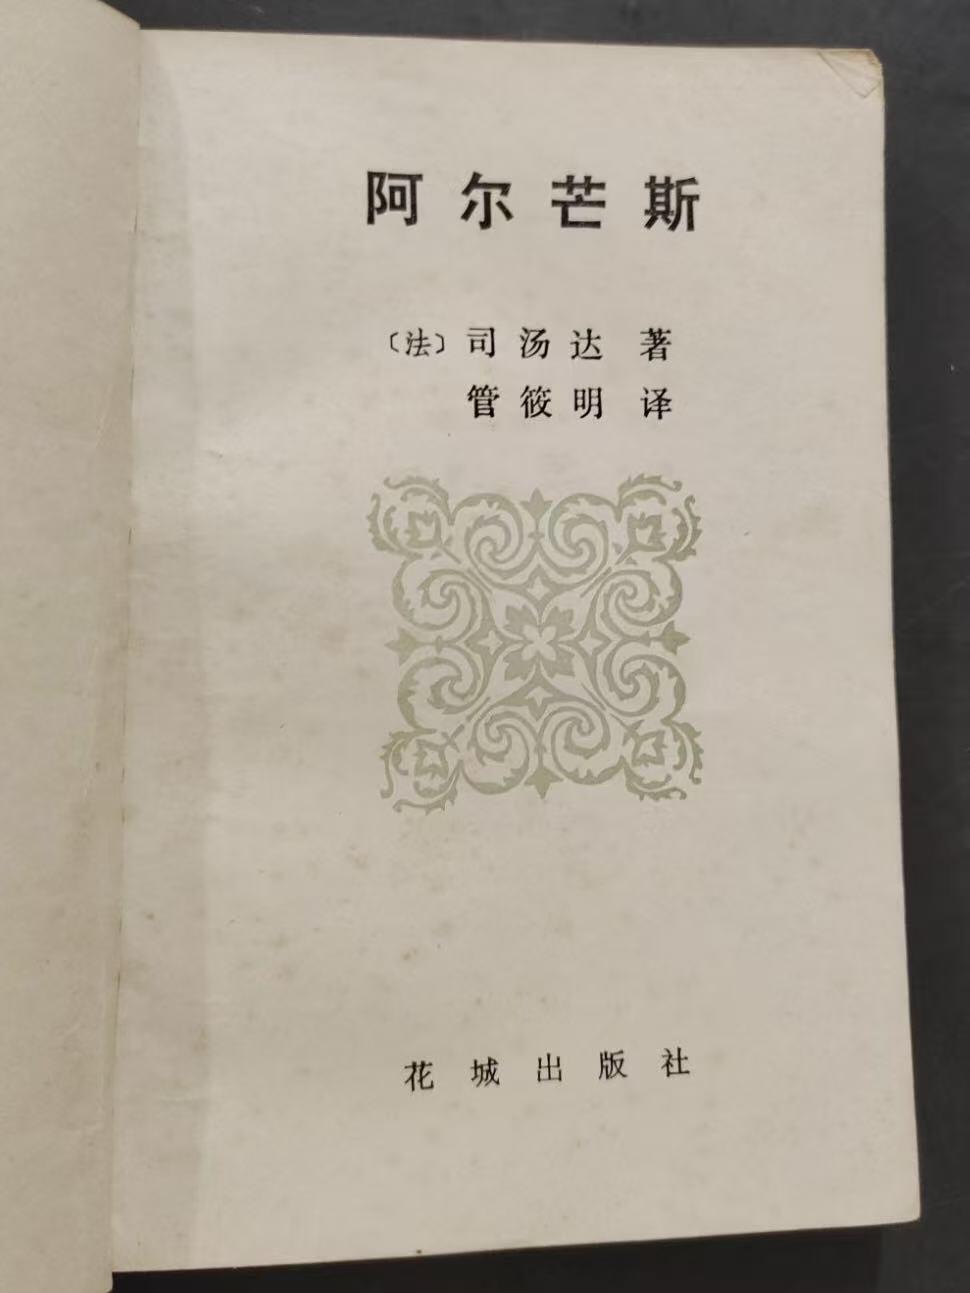 阿尔芒斯
〔法〕司汤达 著
管筱明 译
花城出版社